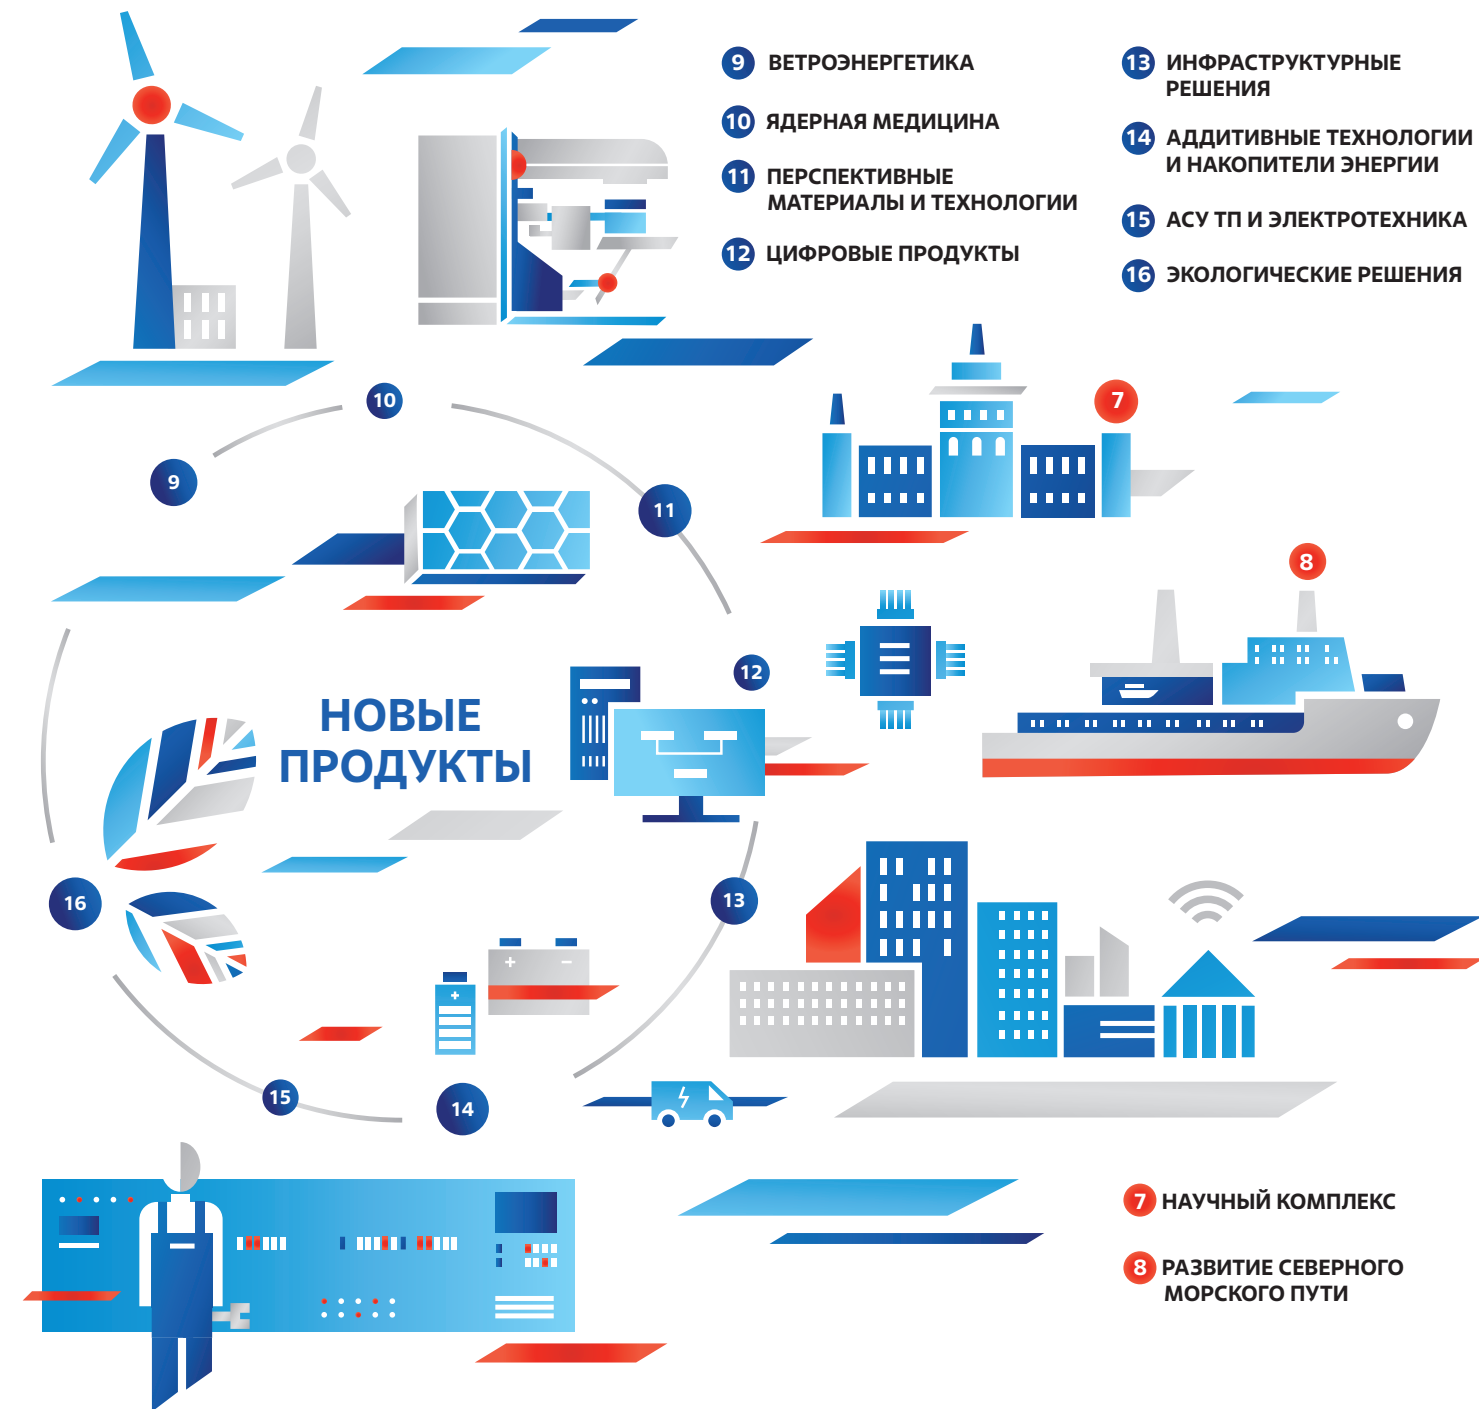 9 ВЕТРОЭНЕРГЕТИКА
10 ЯДЕРНАЯ МЕДИЦИНА
11 ПЕРСПЕКТИВНЫЕ
МАТЕРИАЛЫ И ТЕХНОЛОГИИ
12 ЦИФРОВЫЕ ПРОДУКТЫ
13 ИНФРАСТРУКТУРНЫЕ
РЕШЕНИЯ
14 АДДИТИВНЫЕ ТЕХНОЛОГИИ
И НАКОПИТЕЛИ ЭНЕРГИИ
15 АСУ ТП И ЭЛЕКТРОТЕХНИКА
16 ЭКОЛОГИЧЕСКИЕ РЕШЕНИЯ
10
7
9
11
8
12
НОВЫЕ
ПРОДУКТЫ
16
13
+ −
+
15
14
7 НАУЧНЫЙ КОМПЛЕКС
8 РАЗВИТИЕ СЕВЕРНОГО
МОРСКОГО ПУТИ